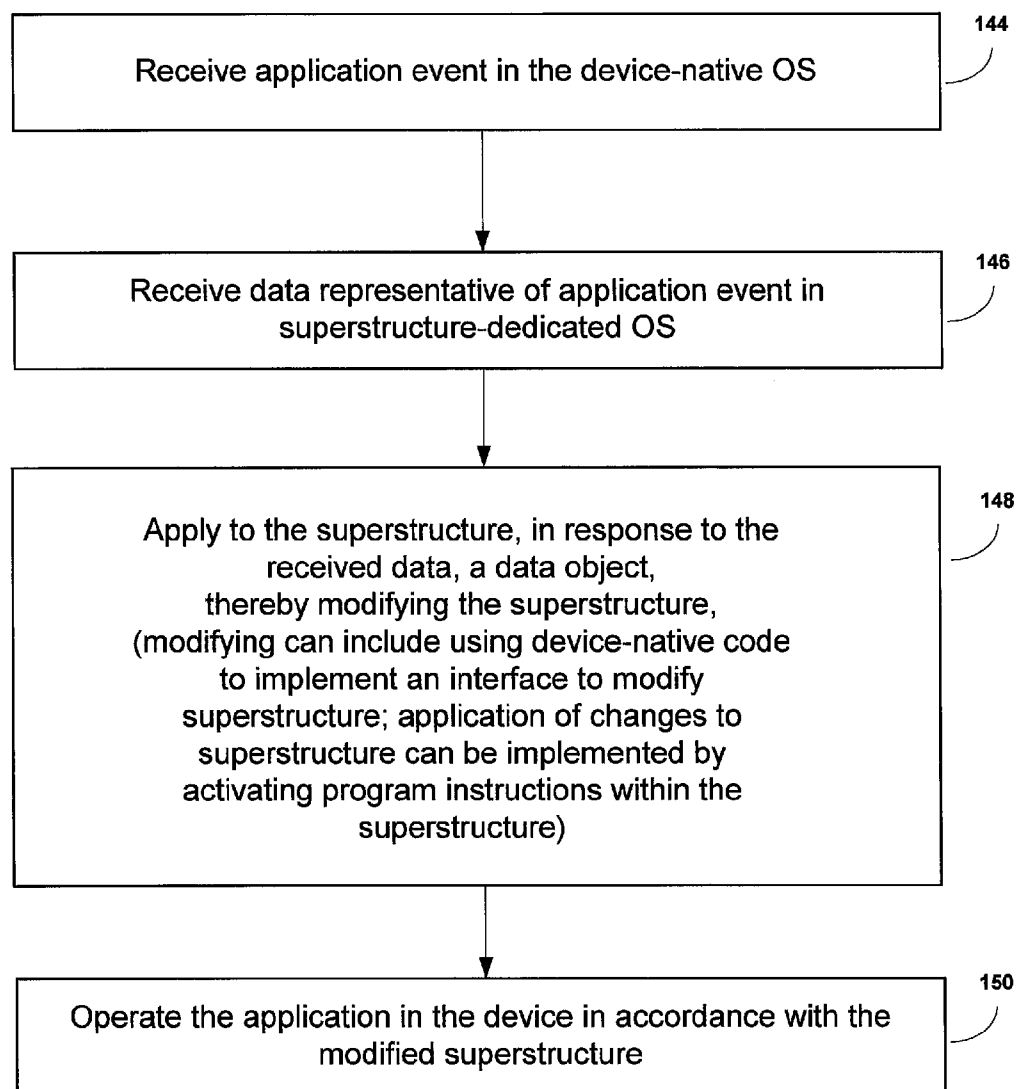 144
Receive application event in the device-native OS
146
Receive data representative of application event in
superstructure-dedicated OS
148
Apply to the superstructure, in response to the
received data, a data object,
thereby modifying the superstructure,
(modifying can include using device-native code
to implement an interface to modify
superstructure; application of changes to
superstructure can be implemented by
activating program instructions within the
superstructure)
150
Operate the application in the device in accordance with the
modified superstructure